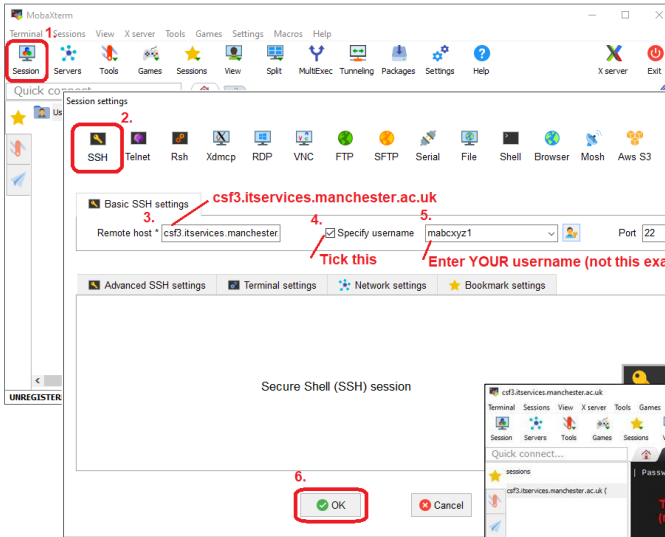 MobaXterm
Terminal Sessions View X server Tools Games Settings Macros Help
1.
Session Servers Tools Games Sessions View Split MultiExec Tunneling Packages Settings Help X server Exit
Quick connect
Session settings
2.
SSH Telnet Rsh Xdmcp RDP VNC FTP SFTP Serial File Shell Browser Mosh Aws S3
Basic SSH settings
csf3.itservices.manchester.ac.uk
3. 4. 5.
Remote host * csf3.itservices.manchester Specify username mabcxyz1 Port 22
Tick this
Enter YOUR username (not this exa
Advanced SSH settings Terminal settings Network settings Bookmark settings
Secure Shell (SSH) session
UNREGISTER
6.
OK Cancel
csf3.itservices.manchester.ac.uk
Terminal Sessions View X server Tools Games
Session Servers Tools Games Sessions
Quick connect...
sessions
csf3.itservices.manchester.ac.uk (
Passw